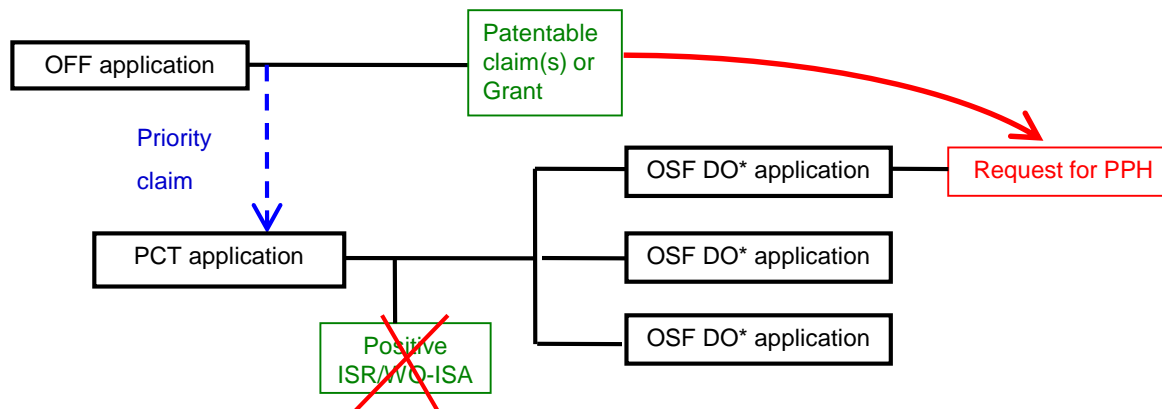 OFF application
Patentable
claim(s) or
Grant
Priority
claim
OSF DO* application
Request for PPH
PCT application
OSF DO* application
OSF DO* application
Positive
ISR/WO-ISA